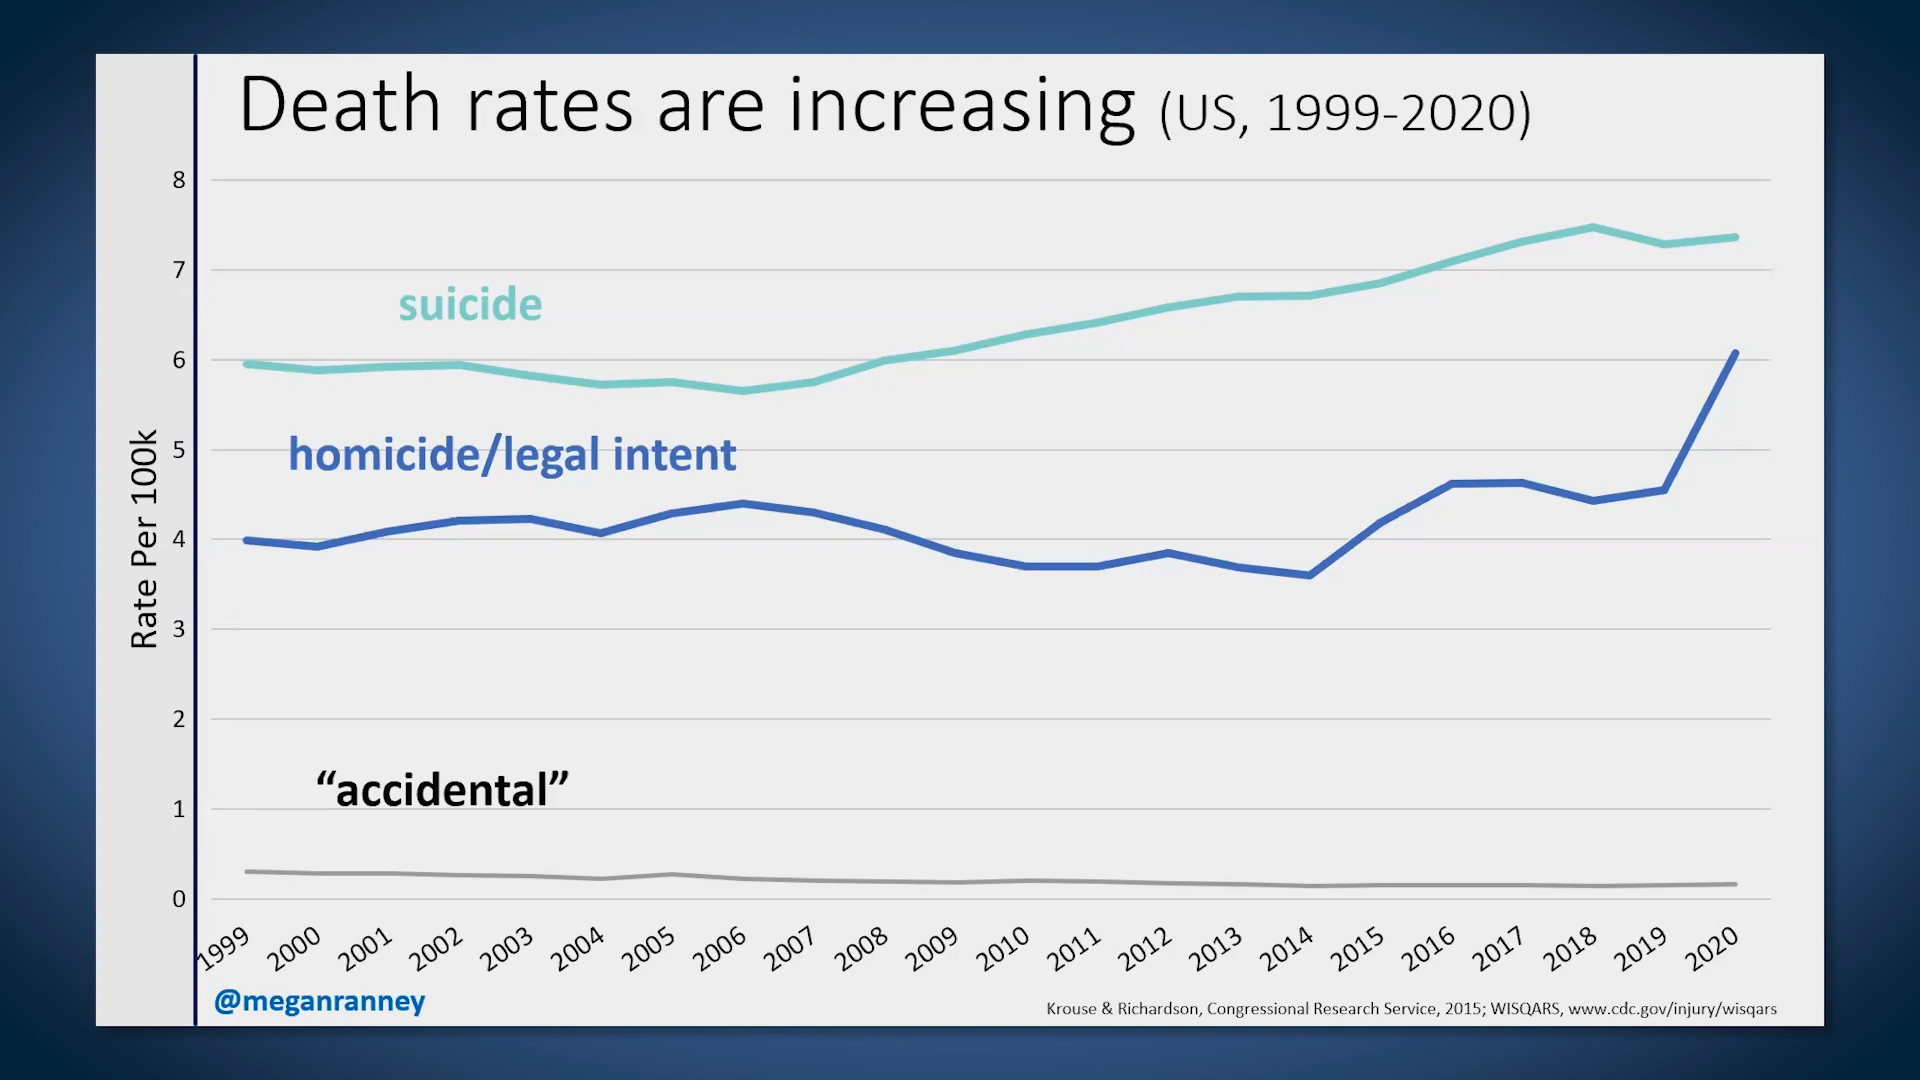 Death rates are increasing (US, 1999-2020)
Rate Per 100k
8
7
6
5
4
3
2
1
0
suicide
homicide/legal intent
“accidental”
1999 2000 2001 2002 2003 2004 2005 2006 2007 2008 2009 2010 2011 2012 2013 2014 2015 2016 2017 2018 2019 2020
@meganranney
Krouse & Richardson, Congressional Research Service, 2015; WISQARS, www.cdc.gov/injury/wisqars